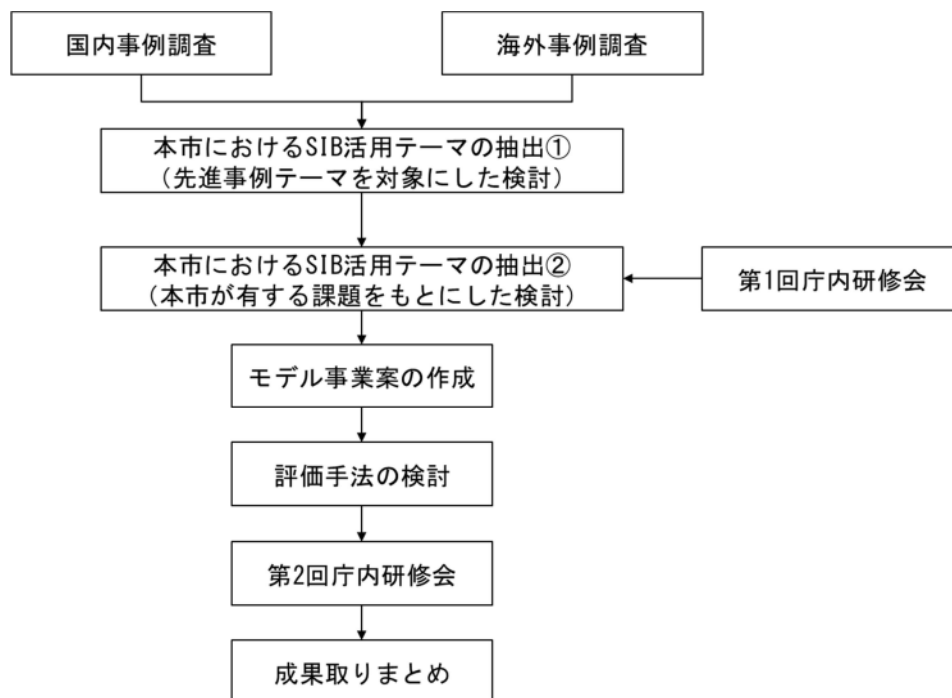 国内事例調査
海外事例調査
本市におけるSIB活用テーマの抽出①
(先進事例テーマを対象にした検討)
本市におけるSIB活用テーマの抽出②
(本市が有する課題をもとにした検討)
第1回庁内研修会
モデル事業案の作成
評価手法の検討
第2回庁内研修会
成果取りまとめ